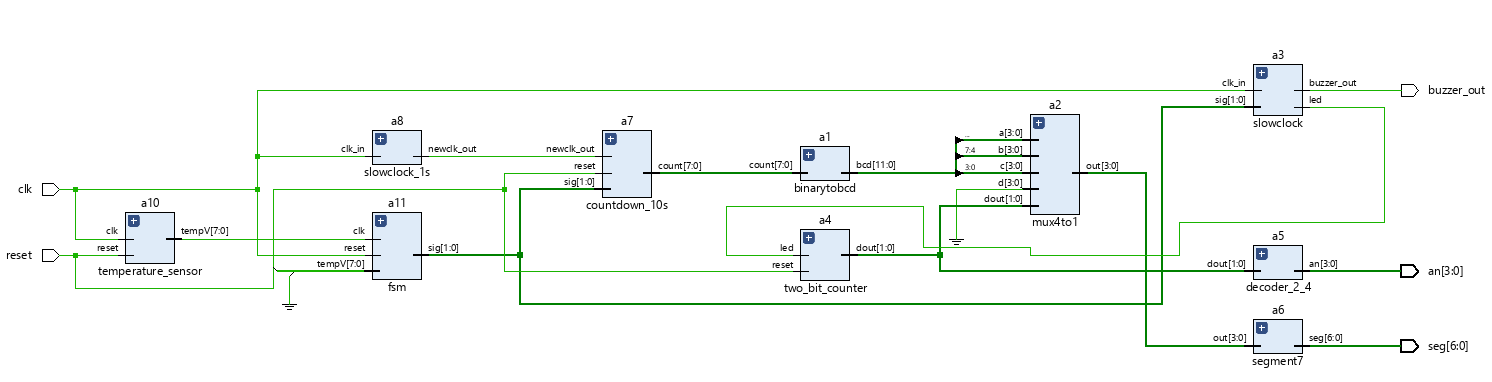 a3
clk_in buzzer_out
buzzer_out
sig[1:0] led
slowclock
a2
a[3:0]
...
b[3:0]
7:4
c[3:0]
3:0
d[3:0]
dout[1:0]
out[3:0]
mux4to1
a8
clk_in newclk_out
slowclock_1s
a7
newclk_out
reset
sig[1:0]
count[7:0]
countdown_10s
a1
count[7:0] bcd[11:0]
binarytobcd
clk
reset
a10
clk tempV[7:0]
reset
temperature_sensor
a11
clk
reset
tempV[7:0]
sig[1:0]
fsm
a4
led dout[1:0]
reset
two_bit_counter
a5
dout[1:0] an[3:0]
an[3:0]
decoder_2_4
a6
out[3:0] seg[6:0]
seg[6:0]
segment7